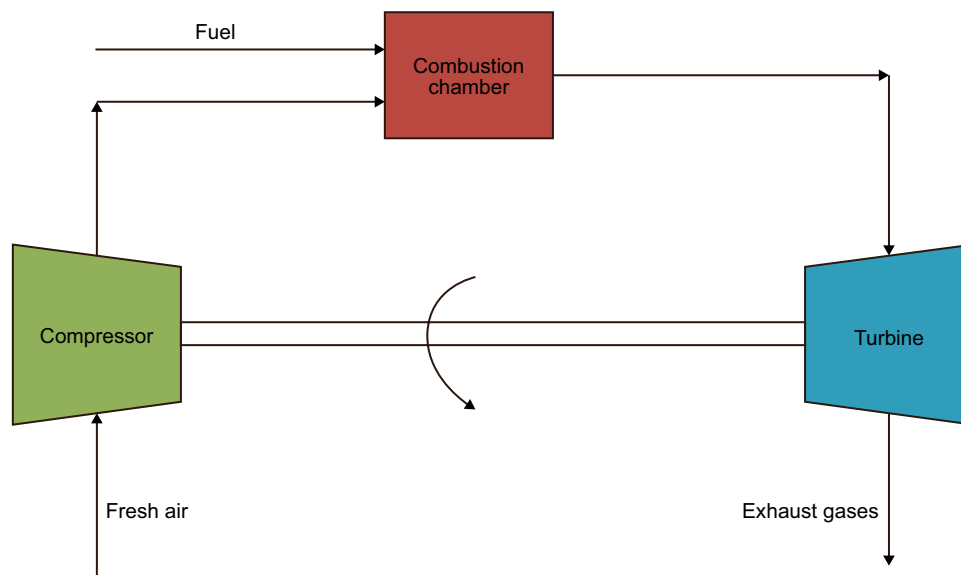 Fuel
Combustion
chamber
Compressor
Turbine
Fresh air
Exhaust gases